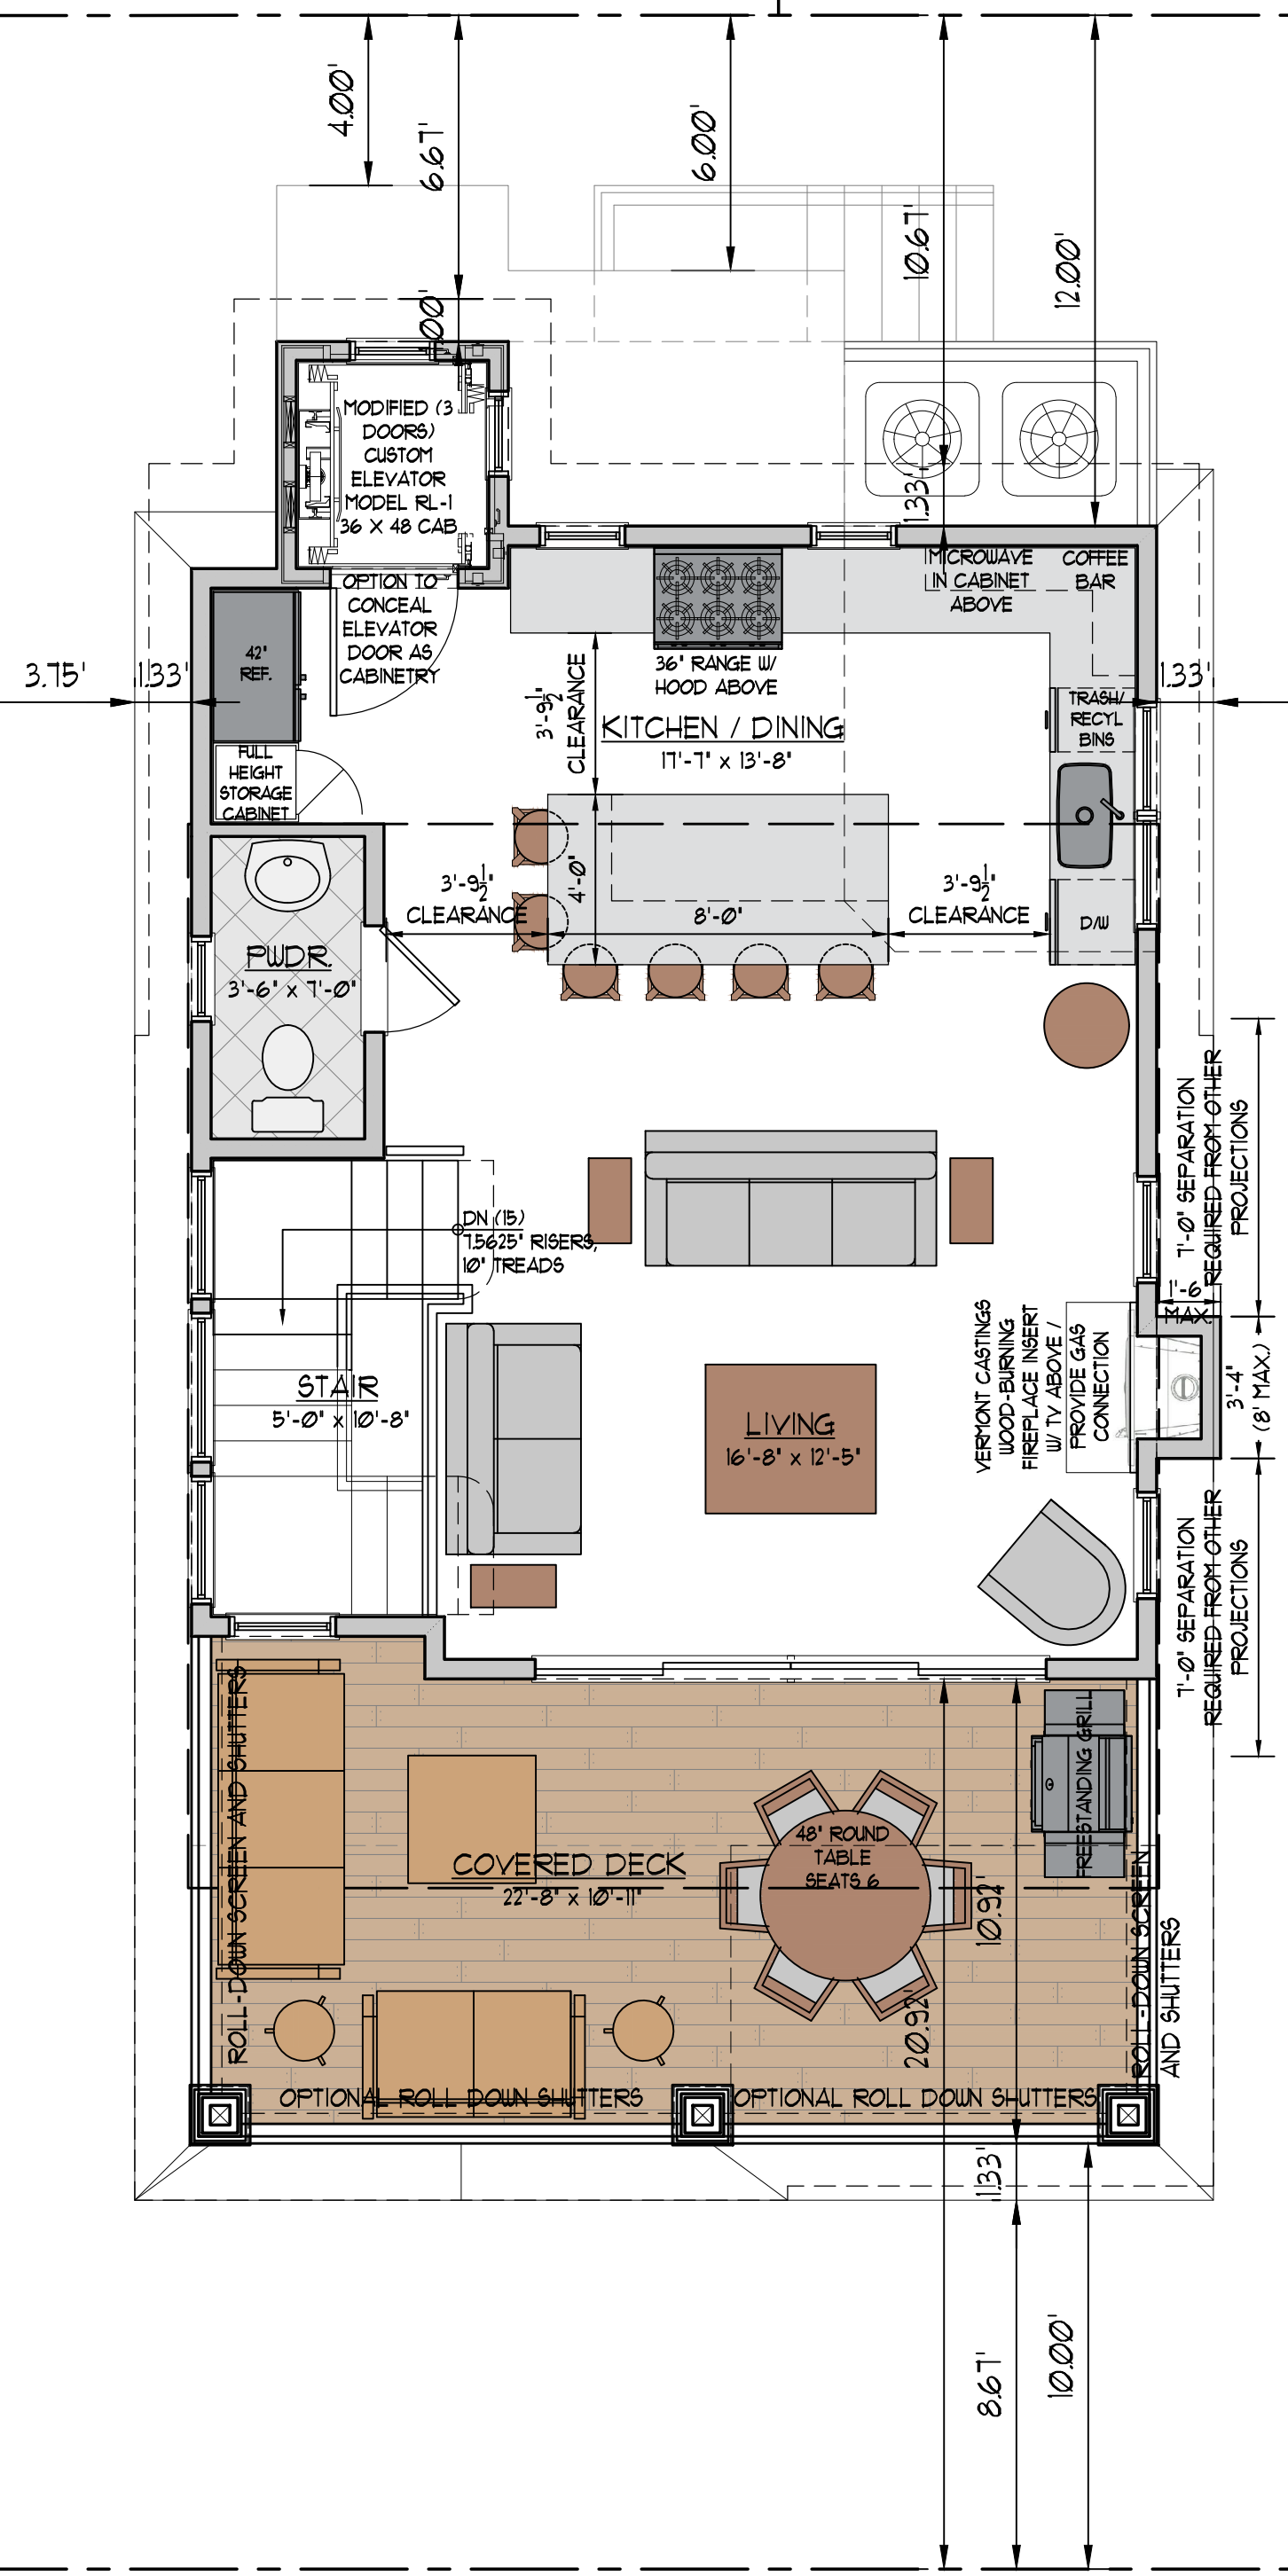 4.00'
6.67'
6.00'
10.67'
12.00'
MODIFIED (3
DOORS)
CUSTOM
ELEVATOR
MODEL RL-1
36 X 48 CAB
1.33'
OPTION TO
CONCEAL
ELEVATOR
DOOR AS
CABINETRY
MICROWAVE
IN CABINET
ABOVE
COFFEE
BAR
3.75'
1.33'
42"
REF.
36" RANGE W/
HOOD ABOVE
1.33'
3'-9½"
CLEARANCE
KITCHEN / DINING
17'-7" x 13'-8"
TRASH/
RECYL
BINS
FULL
HEIGHT
STORAGE
CABINET
3'-9½"
CLEARANCE
4'-0"
8'-0"
3'-9½"
CLEARANCE
D/W
PWDR.
3'-6" x 7'-0"
7'-0" SEPARATION
REQUIRED FROM OTHER
PROJECTIONS
DN (15)
7.5625" RISERS,
10" TREADS
1'-6"
MAX.
STAIR
5'-0" x 10'-8"
LIVING
16'-8" x 12'-5"
VERMONT CASTINGS
WOOD-BURNING
FIREPLACE INSERT
W/ TV ABOVE /
PROVIDE GAS
CONNECTION
3'-4"
(8' MAX.)
7'-0" SEPARATION
REQUIRED FROM OTHER
PROJECTIONS
ROLL-DOWN SCREEN AND SHUTTERS
FREESTANDING GRILL
48" ROUND
TABLE
SEATS 6
COVERED DECK
22'-8" x 10'-11"
10.92'
20.92'
ROLL-DOWN SCREEN
AND SHUTTERS
OPTIONAL ROLL DOWN SHUTTERS
OPTIONAL ROLL DOWN SHUTTERS
1.33'
8.67'
10.00'